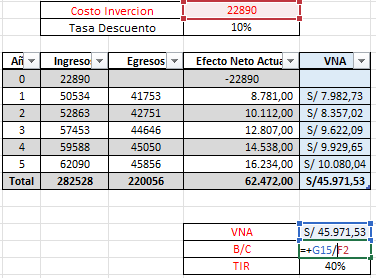 Costo Invercion 22890
Tasa Descuento 10%
Añ Ingreso Egresos Efecto Neto Actua VNA
0 22890 -22890
1 50534 41753 8.781,00 S/ 7.982,73
2 52863 42751 10.112,00 S/ 8.357,02
3 57453 44646 12.807,00 S/ 9.622,09
4 59588 45050 14.538,00 S/ 9.929,65
5 62090 45856 16.234,00 S/ 10.080,04
Total 282528 220056 62.472,00 S/45.971,53
VNA S/ 45.971,53
B/C =+G15/F2
TIR 40%